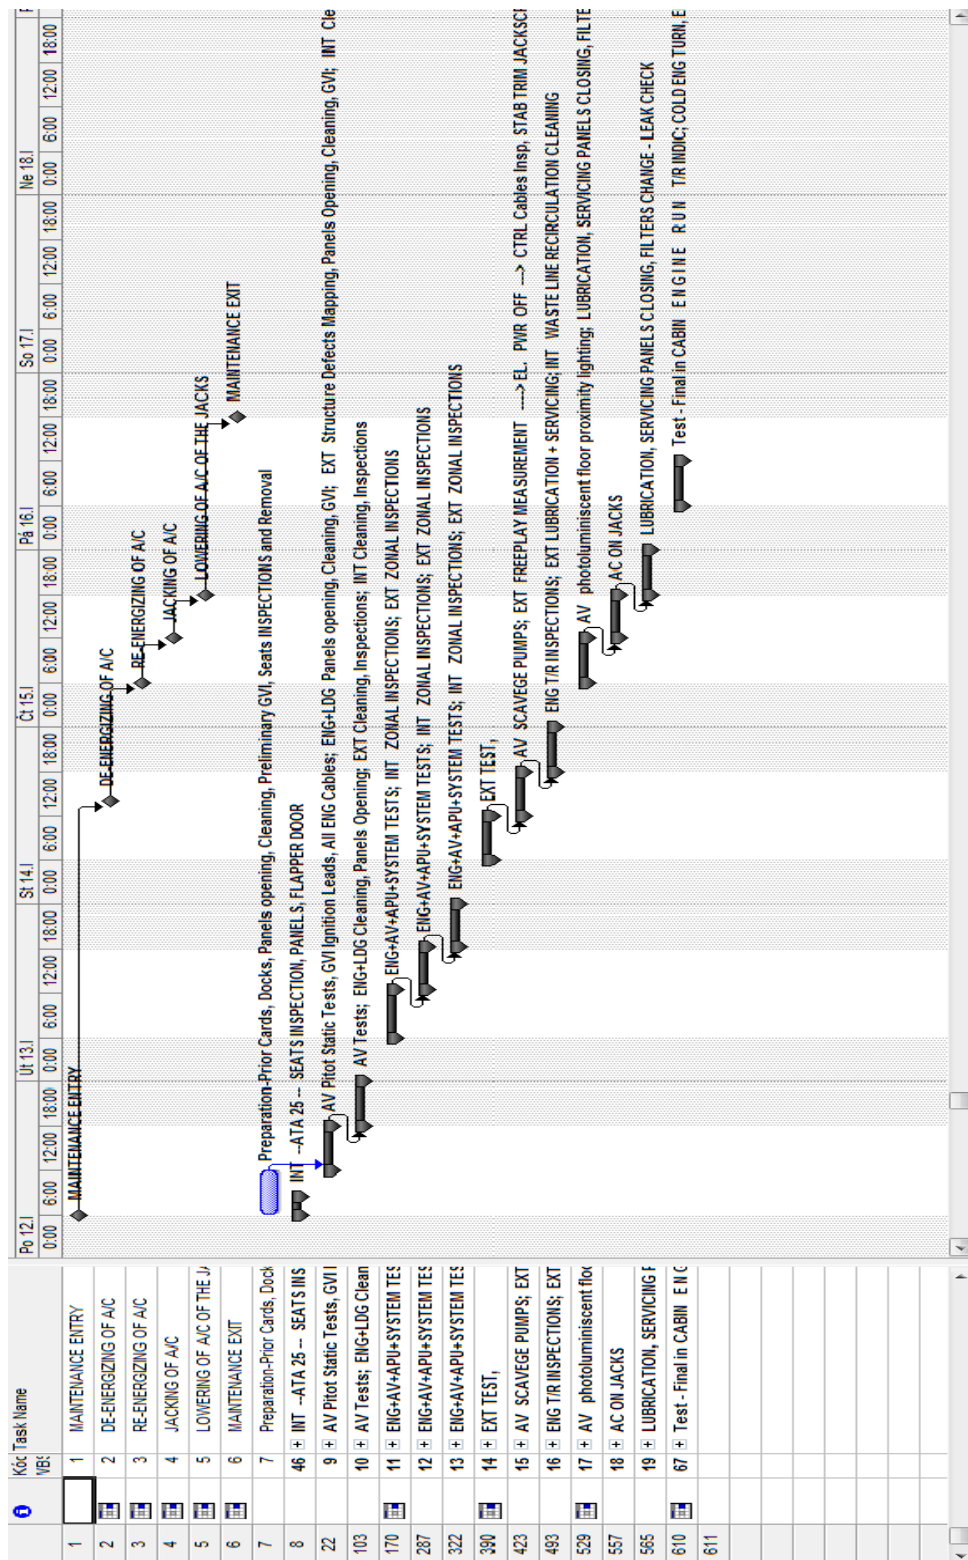 Kóc Task Name
VBS
1 1 MAINTENANCE ENTRY
2 2 DE-ENERGIZING OF A/C
3 3 RE-ENERGIZING OF A/C
4 4 JACKING OF A/C
5 5 LOWERING OF A/C OF THE JA
6 6 MAINTENANCE EXIT
7 7 Preparation-Prior Cards, Dock
8 46 INT --ATA 25 -- SEATS INS
22 9 AV Pitot Static Tests, GVI I
103 10 AV Tests; ENG+LDG Clean
170 11 ENG+AV+APU+SYSTEM TES
287 12 ENG+AV+APU+SYSTEM TES
322 13 ENG+AV+APU+SYSTEM TES
390 14 EXT TEST,
423 15 AV SCAVEGE PUMPS; EXT
493 16 ENG T/R INSPECTIONS; EXT
529 17 AV photoluminiscent floo
557 18 AC ON JACKS
565 19 LUBRICATION, SERVICING P
610 67 Test - Final in CABIN E N G
611
Po 12.I Út 13.I St 14.I Čt 15.I Pá 16.I So 17.I Ne 18.I
0:00 6:00 12:00 18:00 0:00 6:00 12:00 18:00 0:00 6:00 12:00 18:00 0:00 6:00 12:00 18:00 0:00 6:00 12:00 18:00 0:00 6:00 12:00 18:00 0:00 6:00 12:00 18:00
MAINTENANCE ENTRY
DE-ENERGIZING OF A/C
RE-ENERGIZING OF A/C
JACKING OF A/C
LOWERING OF A/C OF THE JACKS
MAINTENANCE EXIT
Preparation-Prior Cards, Docks, Panels opening, Cleaning, Preliminary GVI, Seats INSPECTIONS and Removal
INT --ATA 25 -- SEATS INSPECTION, PANELS, FLAPPER DOOR
AV Pitot Static Tests, GVI Ignition Leads, All ENG Cables; ENG+LDG Panels opening, Cleaning, GVI; EXT Structure Defects Mapping, Panels Opening, Cleaning, GVI; INT Cle
AV Tests; ENG+LDG Cleaning, Panels Opening; EXT Cleaning, Inspections; INT Cleaning, Inspections
ENG+AV+APU+SYSTEM TESTS; INT ZONAL INSPECTIONS; EXT ZONAL INSPECTIONS
ENG+AV+APU+SYSTEM TESTS; INT ZONAL INSPECTIONS; EXT ZONAL INSPECTIONS
ENG+AV+APU+SYSTEM TESTS; INT ZONAL INSPECTIONS; EXT ZONAL INSPECTIONS
EXT TEST,
AV SCAVEGE PUMPS; EXT FREEPLAY MEASUREMENT ---> EL. PWR OFF --> CTRL Cables Insp, STAB TRIM JACKSCR
ENG T/R INSPECTIONS; EXT LUBRICATION + SERVICING; INT WASTE LINE RECIRCULATION CLEANING
AV photoluminiscent floor proximity lighting; LUBRICATION, SERVICING PANELS CLOSING, FILTE
AC ON JACKS
LUBRICATION, SERVICING PANELS CLOSING, FILTERS CHANGE - LEAK CHECK
Test - Final in CABIN E N G I N E R U N T/R INDIC; COLD ENG TURN, E